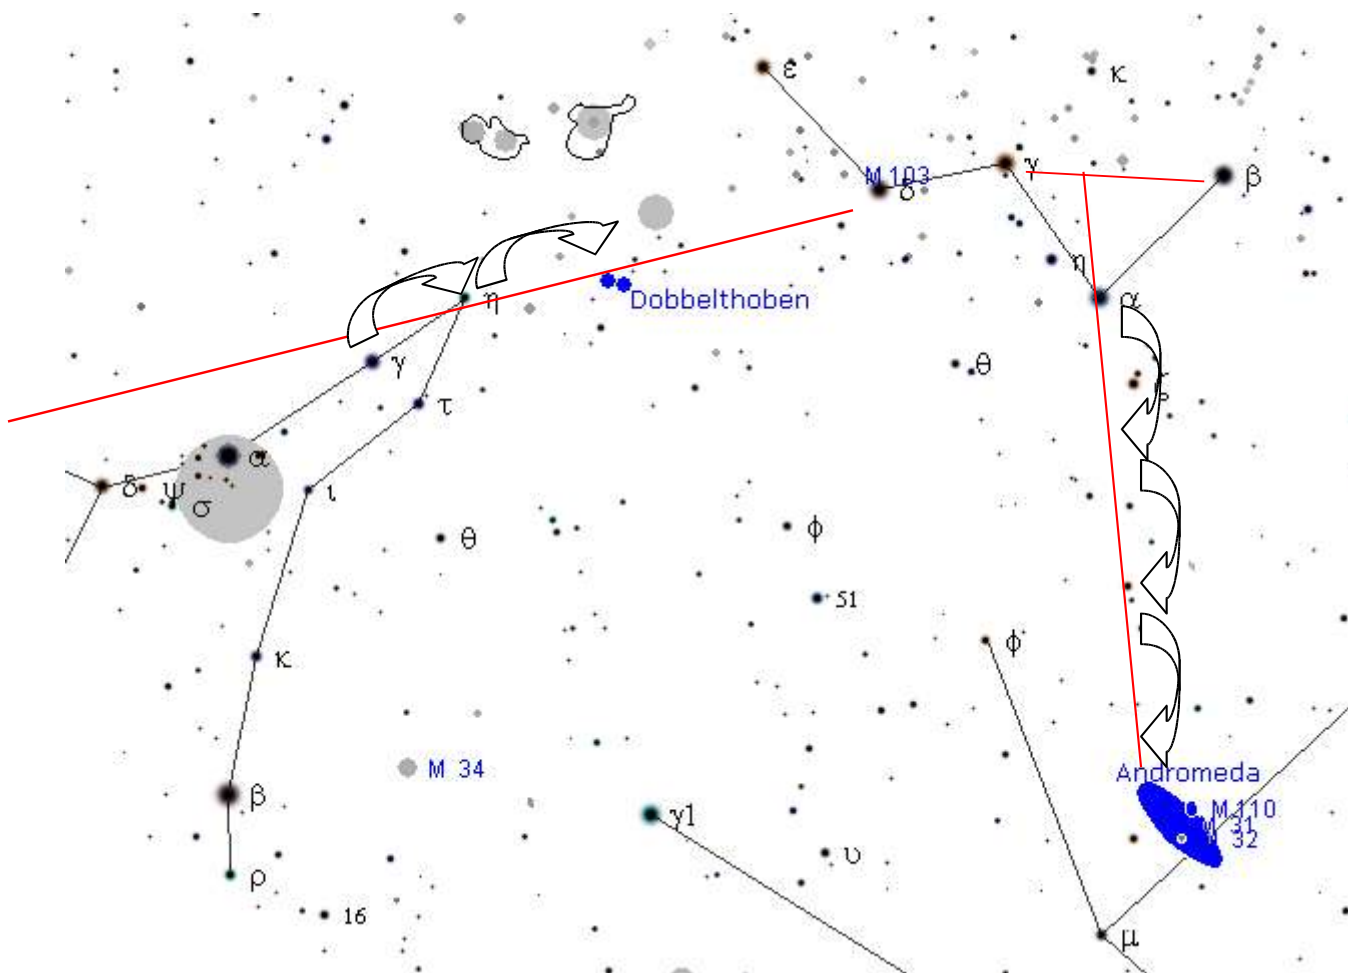 ε
κ
M 103
δ
γ
β
η
Dobbelthoben
η
α
γ
θ
ζ
τ
α
δ
ψ
σ
ι
θ
φ
51
φ
κ
M 34
Andromeda
β
γ1
M 110
M 31
M 32
υ
ρ
16
μ